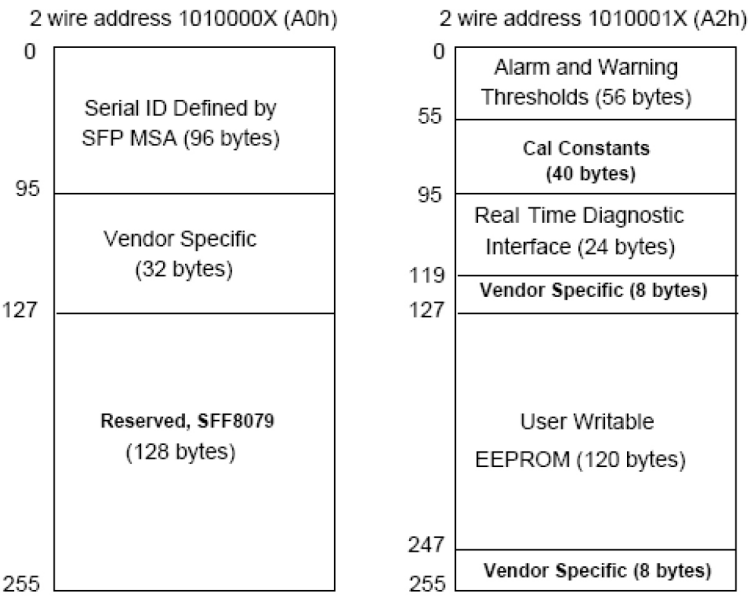 2 wire address 1010000X (A0h)
0
Serial ID Defined by
SFP MSA (96 bytes)
95
Vendor Specific
(32 bytes)
127
Reserved, SFF8079
(128 bytes)
255
2 wire address 1010001X (A2h)
0
Alarm and Warning
Thresholds (56 bytes)
55
Cal Constants
(40 bytes)
95
Real Time Diagnostic
Interface (24 bytes)
119
Vendor Specific (8 bytes)
127
User Writable
EEPROM (120 bytes)
247
Vendor Specific (8 bytes)
255